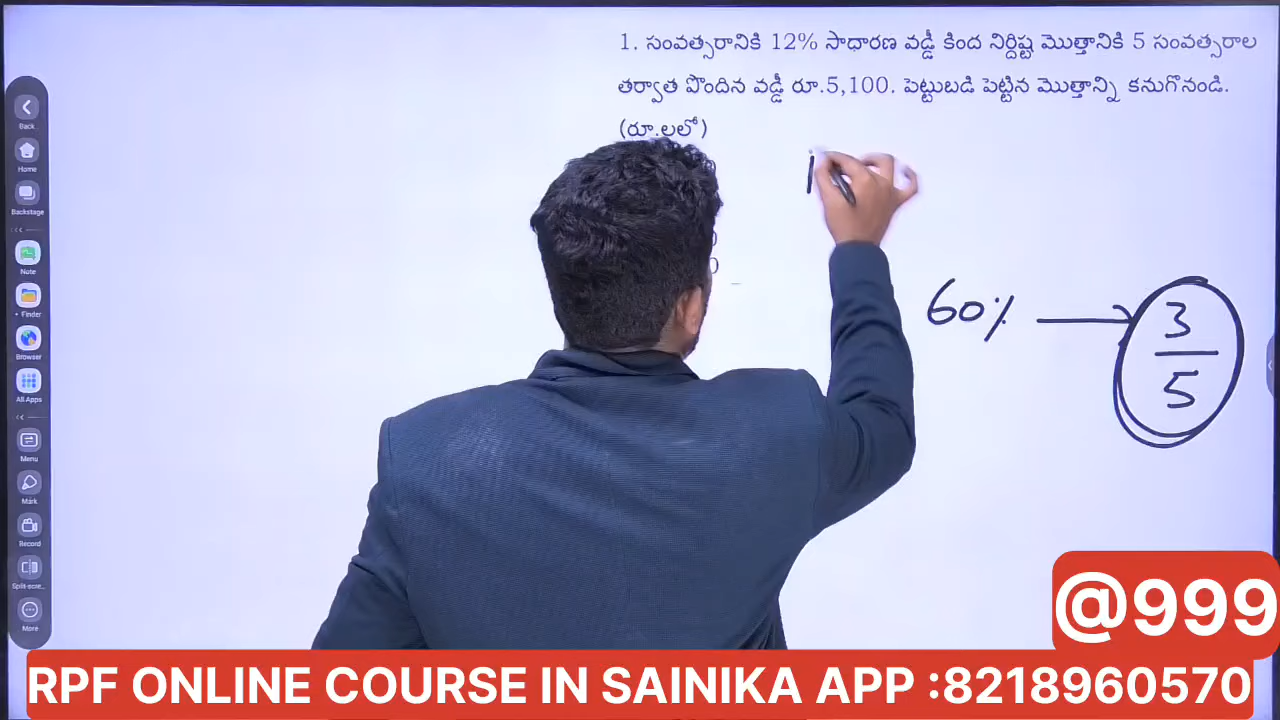 1. సంవత్సరానికి 12% సాధారణ వడ్డీ కింద నిర్దిష్ట మొత్తానికి 5 సంవత్సరాల
తర్వాత పొందిన వడ్డీ రూ.5,100. పెట్టుబడి పెట్టిన మొత్తాన్ని కనుగొనండి.
(రూ.లలో)
60% → 3/5
Back
Home
Backstage
Note
Finder
Browser
All Apps
Menu
Mark
Record
Split-scre..
More
@999
RPF ONLINE COURSE IN SAINIKA APP :8218960570